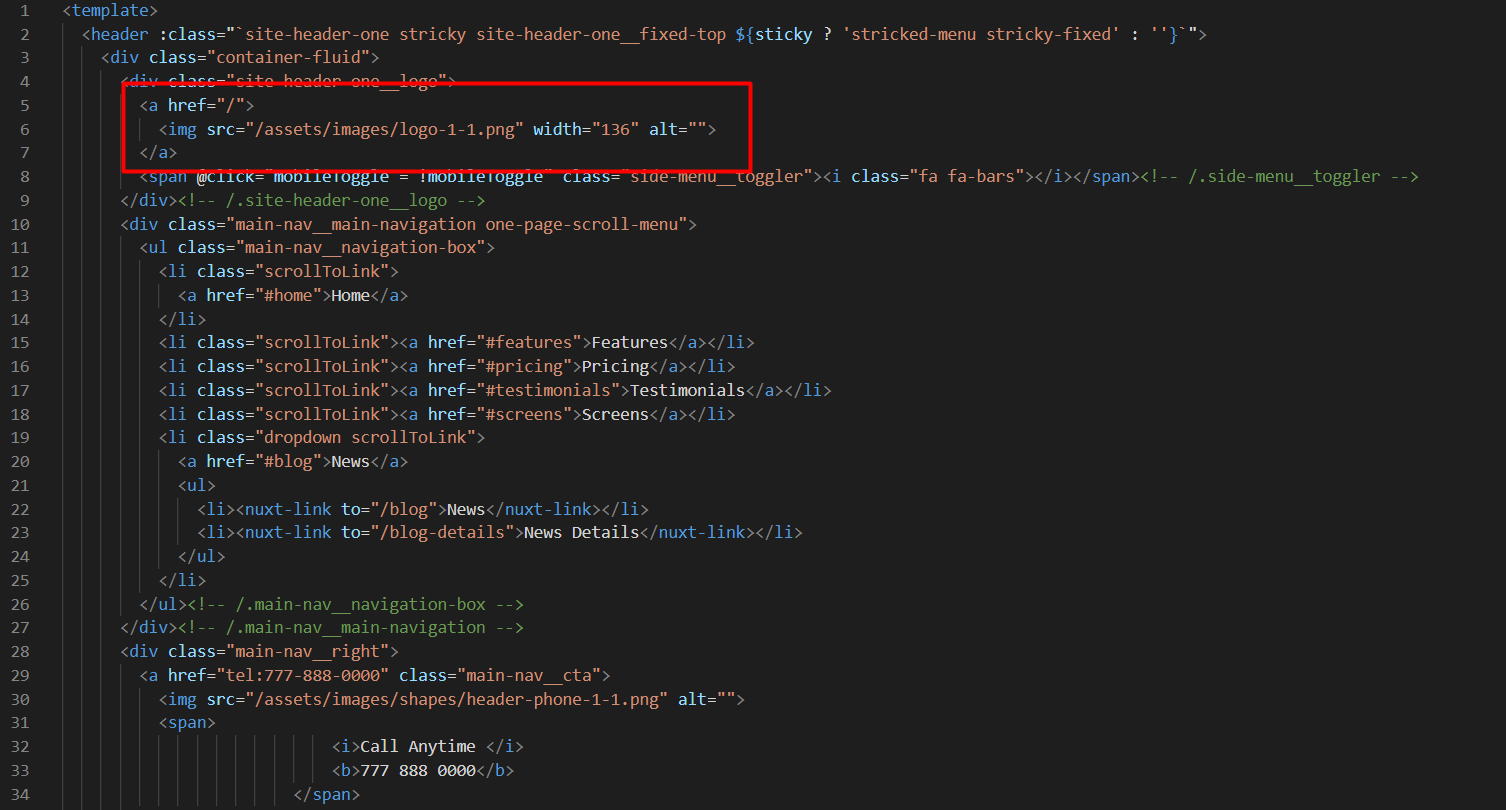 1 <template>
2 <header :class="`site-header-one stricky site-header-one__fixed-top ${sticky ? 'stricked-menu stricky-fixed' : ''}`">
3 <div class="container-fluid">
4 <div class="site-header-one__logo">
5 <a href="/">
6 <img src="/assets/images/logo-1-1.png" width="136" alt="">
7 </a>
8 <span @click="mobileToggle = !mobileToggle" class="side-menu__toggler"><i class="fa fa-bars"></i></span><!-- /.side-menu__toggler -->
9 </div><!-- /.site-header-one__logo -->
10 <div class="main-nav__main-navigation one-page-scroll-menu">
11 <ul class="main-nav__navigation-box">
12 <li class="scrollToLink">
13 <a href="#home">Home</a>
14 </li>
15 <li class="scrollToLink"><a href="#features">Features</a></li>
16 <li class="scrollToLink"><a href="#pricing">Pricing</a></li>
17 <li class="scrollToLink"><a href="#testimonials">Testimonials</a></li>
18 <li class="scrollToLink"><a href="#screens">Screens</a></li>
19 <li class="dropdown scrollToLink">
20 <a href="#blog">News</a>
21 <ul>
22 <li><nuxt-link to="/blog">News</nuxt-link></li>
23 <li><nuxt-link to="/blog-details">News Details</nuxt-link></li>
24 </ul>
25 </li>
26 </ul><!-- /.main-nav__navigation-box -->
27 </div><!-- /.main-nav__main-navigation -->
28 <div class="main-nav__right">
29 <a href="tel:777-888-0000" class="main-nav__cta">
30 <img src="/assets/images/shapes/header-phone-1-1.png" alt="">
31 <span>
32 <i>Call Anytime </i>
33 <b>777 888 0000</b>
34 </span>